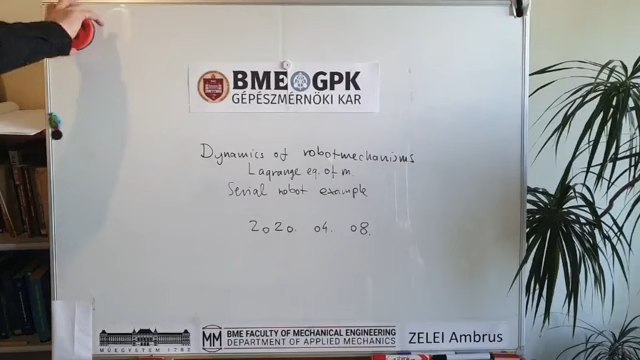 BME GPK
GÉPÉSZMÉRNÖKI KAR
Dynamics of robotmechanisms
Lagrange eq. of m.
Serial robot example
2020. 04. 08.
MŰEGYETEM 1782
MM
BME FACULTY OF MECHANICAL ENGINEERING
DEPARTMENT OF APPLIED MECHANICS
ZELEI Ambrus